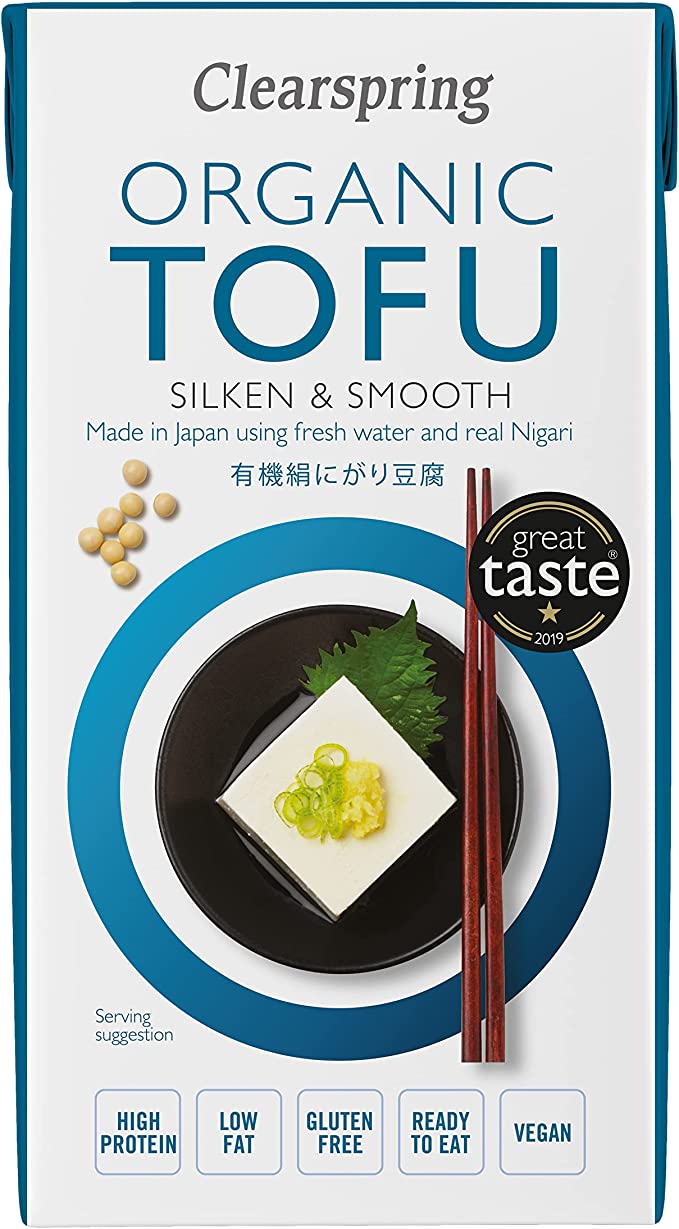 Clearspring
ORGANIC
TOFU
SILKEN & SMOOTH
Made in Japan using fresh water and real Nigari
有機絹にがり豆腐
great
taste®
2019
Serving
suggestion
HIGH
PROTEIN
LOW
FAT
GLUTEN
FREE
READY
TO EAT
VEGAN